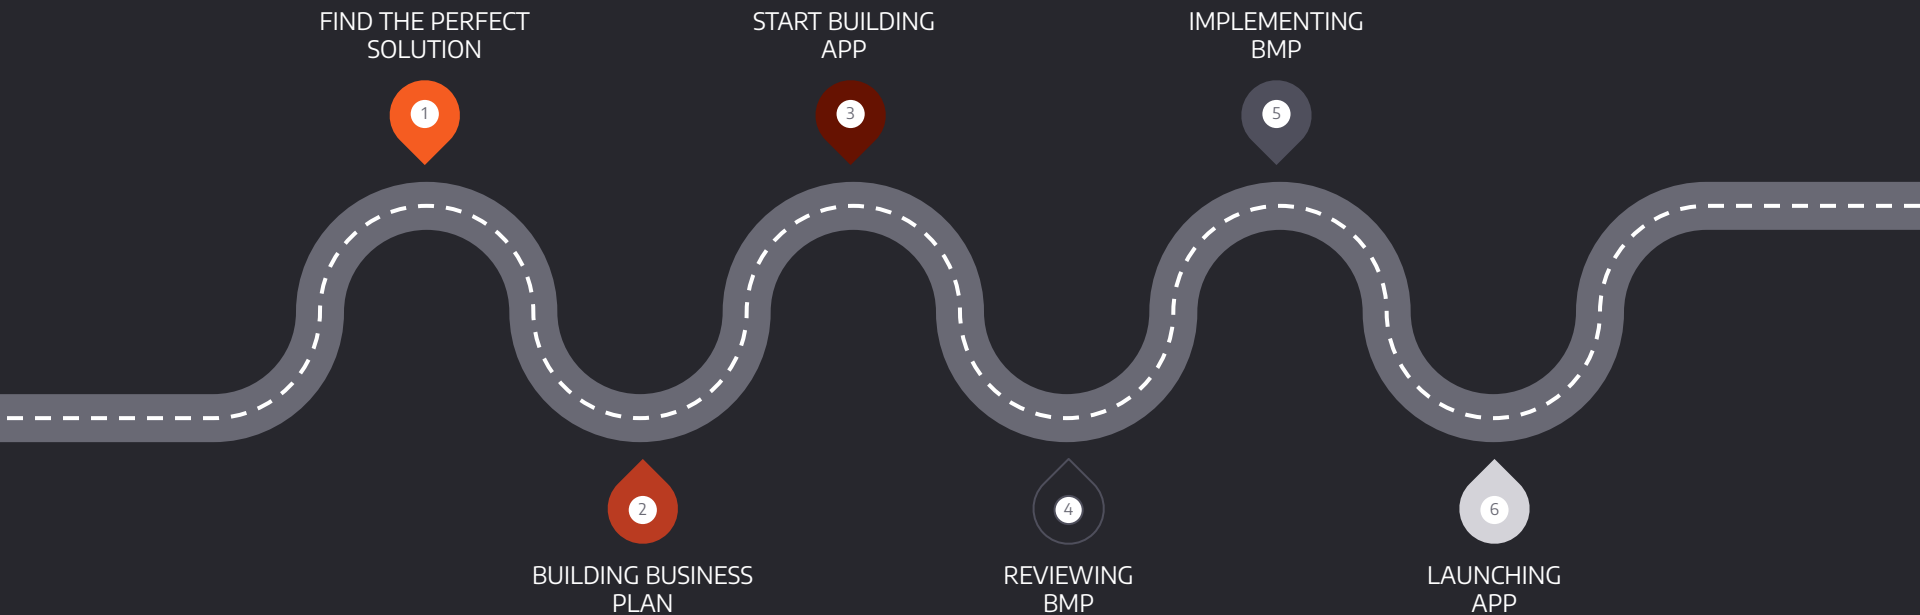 FIND THE PERFECT
SOLUTION
1
2
BUILDING BUSINESS
PLAN
START BUILDING
APP
3
4
REVIEWING
BMP
IMPLEMENTING
BMP
5
6
LAUNCHING
APP